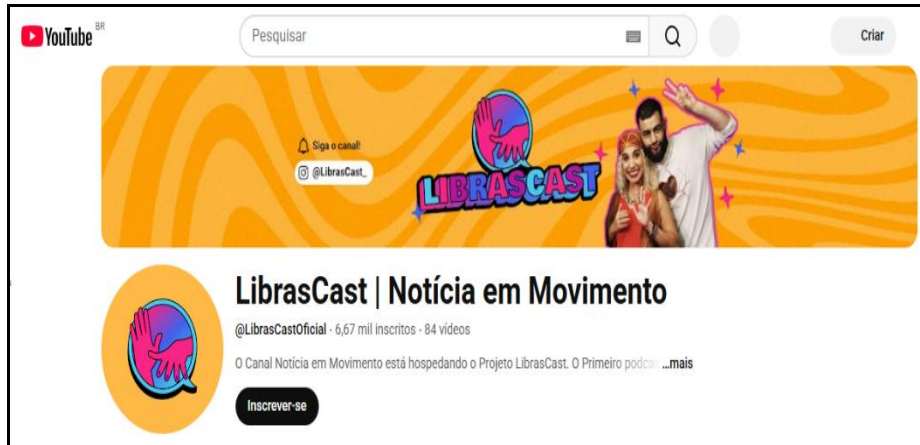 YouTube BR
Pesquisar
Criar
Siga o canal!
@LibrasCast_
LIBRASCAST
LibrasCast | Notícia em Movimento
@LibrasCastOficial · 6,67 mil inscritos · 84 vídeos
O Canal Notícia em Movimento está hospedando o Projeto LibrasCast. O Primeiro podcas ...mais
Inscrever-se